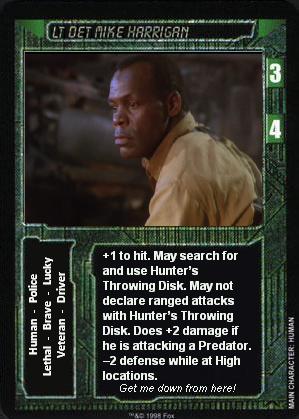 LT DET MIKE HARRIGAN
3
4
Human - Police
Lethal - Brave - Lucky
Veteran - Driver
+1 to hit. May search for
and use Hunter's
Throwing Disk. May not
declare ranged attacks
with Hunter's Throwing
Disk. Does +2 damage if
he is attacking a Predator.
–2 defense while at High
locations.
Get me down from here!
MAIN CHARACTER: HUMAN
™&© 1998 Fox